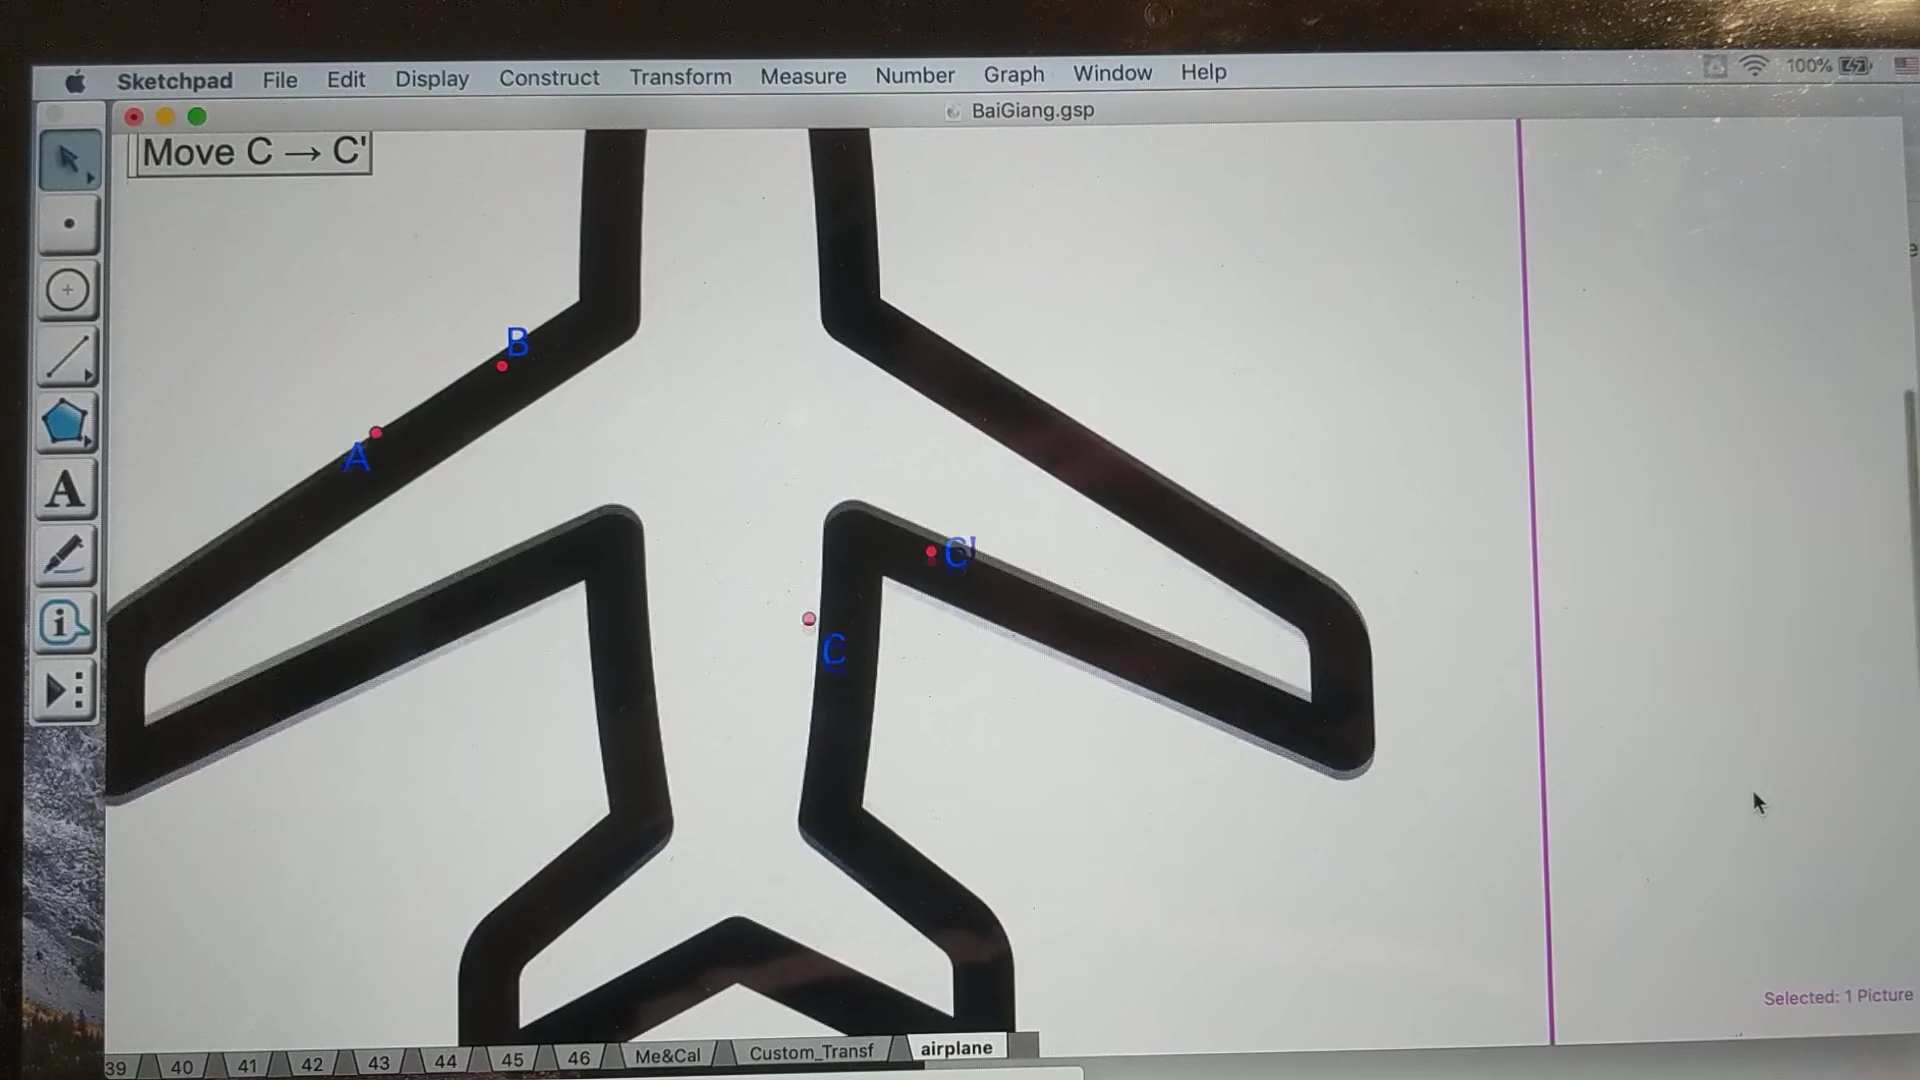 Sketchpad File Edit Display Construct Transform Measure Number Graph Window Help 100%
BaiGiang.gsp
Move C → C'
B
A
C'
C
A
i
Selected: 1 Picture
39 40 41 42 43 44 45 46 Me&Cal Custom_Transf airplane